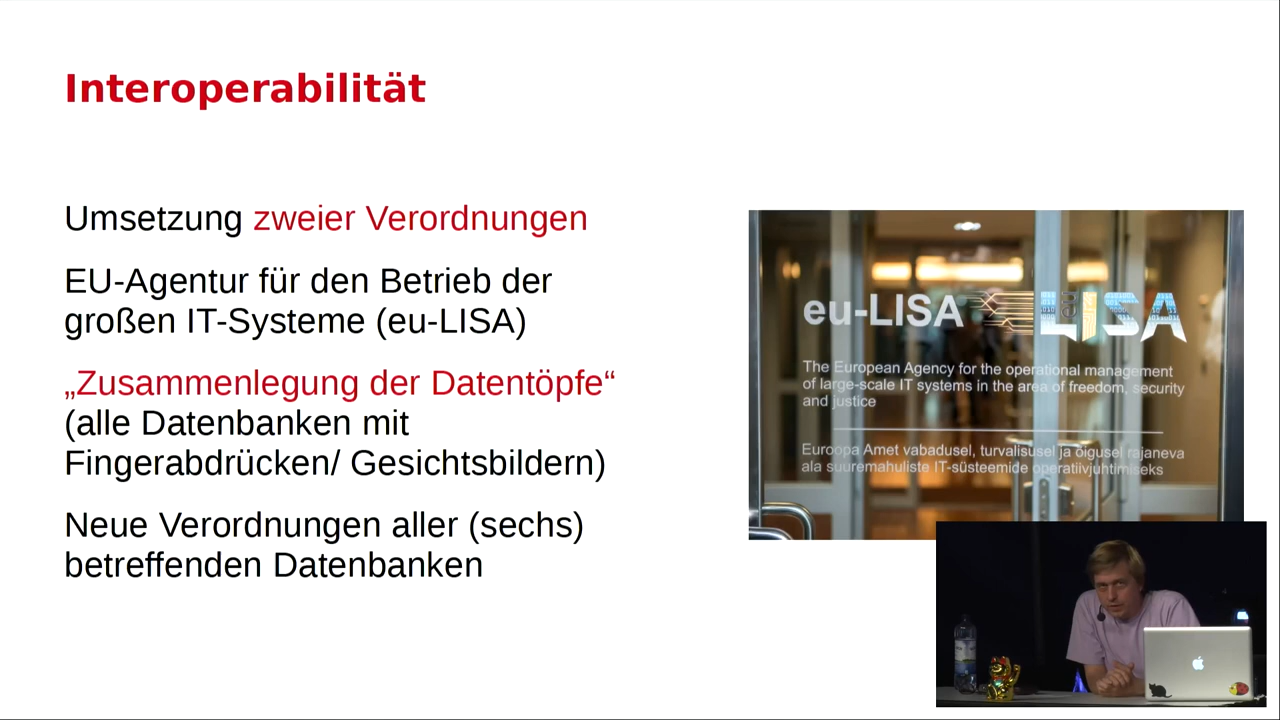 Interoperabilität
Umsetzung zweier Verordnungen
EU-Agentur für den Betrieb der
großen IT-Systeme (eu-LISA)
„Zusammenlegung der Datentöpfe“
(alle Datenbanken mit
Fingerabdrücken/ Gesichtsbildern)
Neue Verordnungen aller (sechs)
betreffenden Datenbanken
eu-LISA eu LISA
The European Agency for the operational management
of large-scale IT systems in the area of freedom, security
and justice
Euroopa Amet vabadusel, turvalisusel ja õigusel rajaneva
ala suuremahuliste IT-süsteemide operatiivjuhtimiseks